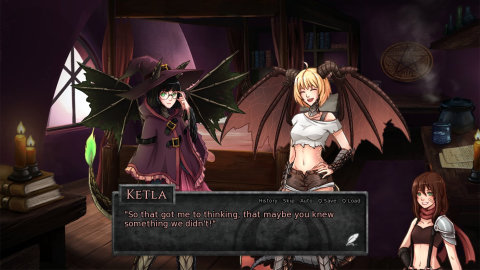 KETLA
History Skip Auto Q.Save Q.Load
"So that got me to thinking, that maybe you knew
something we didn't!"